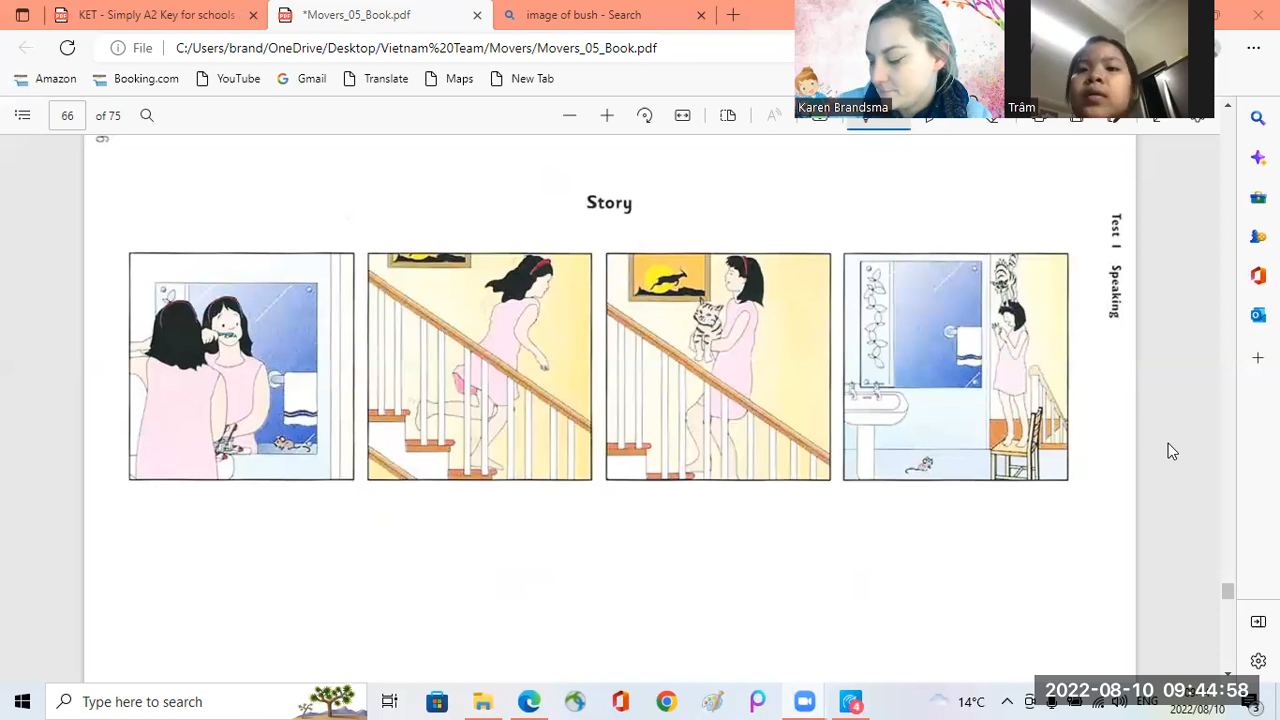 KET - Simply A2 Key for schools
*Movers_05_Book.pdf
image of bush - Search
File
C:/Users/brand/OneDrive/Desktop/Vietnam%20Team/Movers/Movers_05_Book.pdf
Amazon
Booking.com
YouTube
Gmail
Translate
Maps
New Tab
66
of 75
Karen Brandsma
Trâm
Story
Test 1 Speaking
Type here to search
4
14°C
ENG
2022-08-10 09:44:58
2022/08/10
3